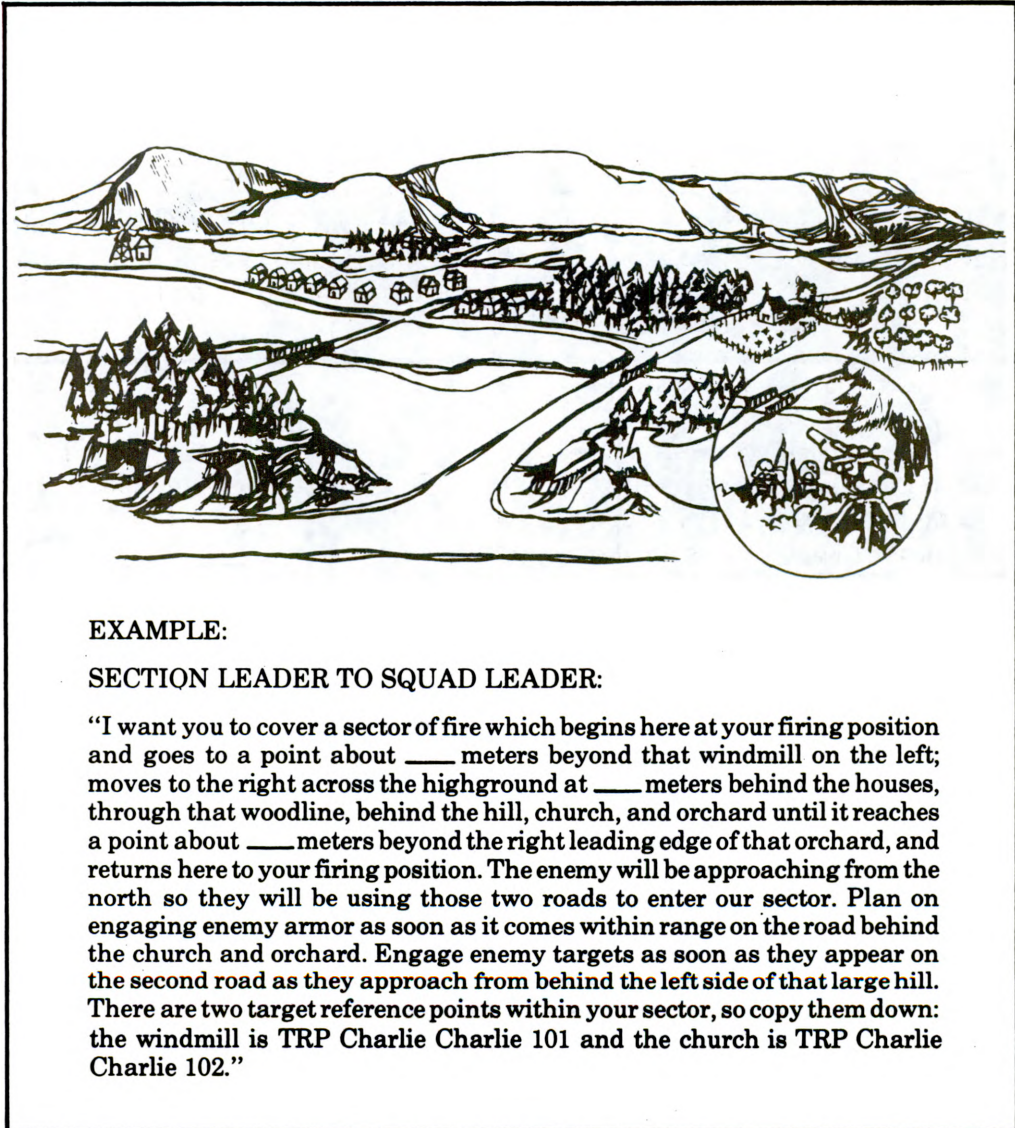 EXAMPLE:
SECTION LEADER TO SQUAD LEADER:
“I want you to cover a sector of fire which begins here at your firing position
and goes to a point about ____ meters beyond that windmill on the left;
moves to the right across the highground at ____ meters behind the houses,
through that woodline, behind the hill, church, and orchard until it reaches
a point about ____ meters beyond the right leading edge of that orchard, and
returns here to your firing position. The enemy will be approaching from the
north so they will be using those two roads to enter our sector. Plan on
engaging enemy armor as soon as it comes within range on the road behind
the church and orchard. Engage enemy targets as soon as they appear on
the second road as they approach from behind the left side of that large hill.
There are two target reference points within your sector, so copy them down:
the windmill is TRP Charlie Charlie 101 and the church is TRP Charlie
Charlie 102.”